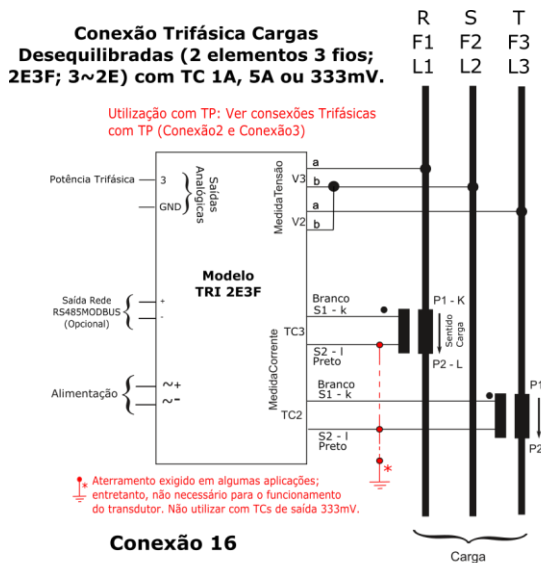 Conexão Trifásica Cargas
Desequilibradas (2 elementos 3 fios;
2E3F; 3~2E) com TC 1A, 5A ou 333mV.
R S T
F1 F2 F3
L1 L2 L3
Utilização com TP: Ver consexões Trifásicas
com TP (Conexão2 e Conexão3)
Potência Trifásica
3
GND
Saídas
Analógicas
MedidaTensão
V3
V2
a
b
a
b
Modelo
TRI 2E3F
Saída Rede
RS485MODBUS
(Opcional)
+
-
Alimentação
~+
~-
MedidaCorrente
TC3
TC2
Branco
S1 - k
S2 - l
Preto
Branco
S1 - k
S2 - l
Preto
P1 - K
Sentido
Carga
P2 - L
P1
P2
*
* Aterramento exigido em algumas aplicações;
entretanto, não necessário para o funcionamento
do transdutor. Não utilizar com TCs de saída 333mV.
Conexão 16
Carga